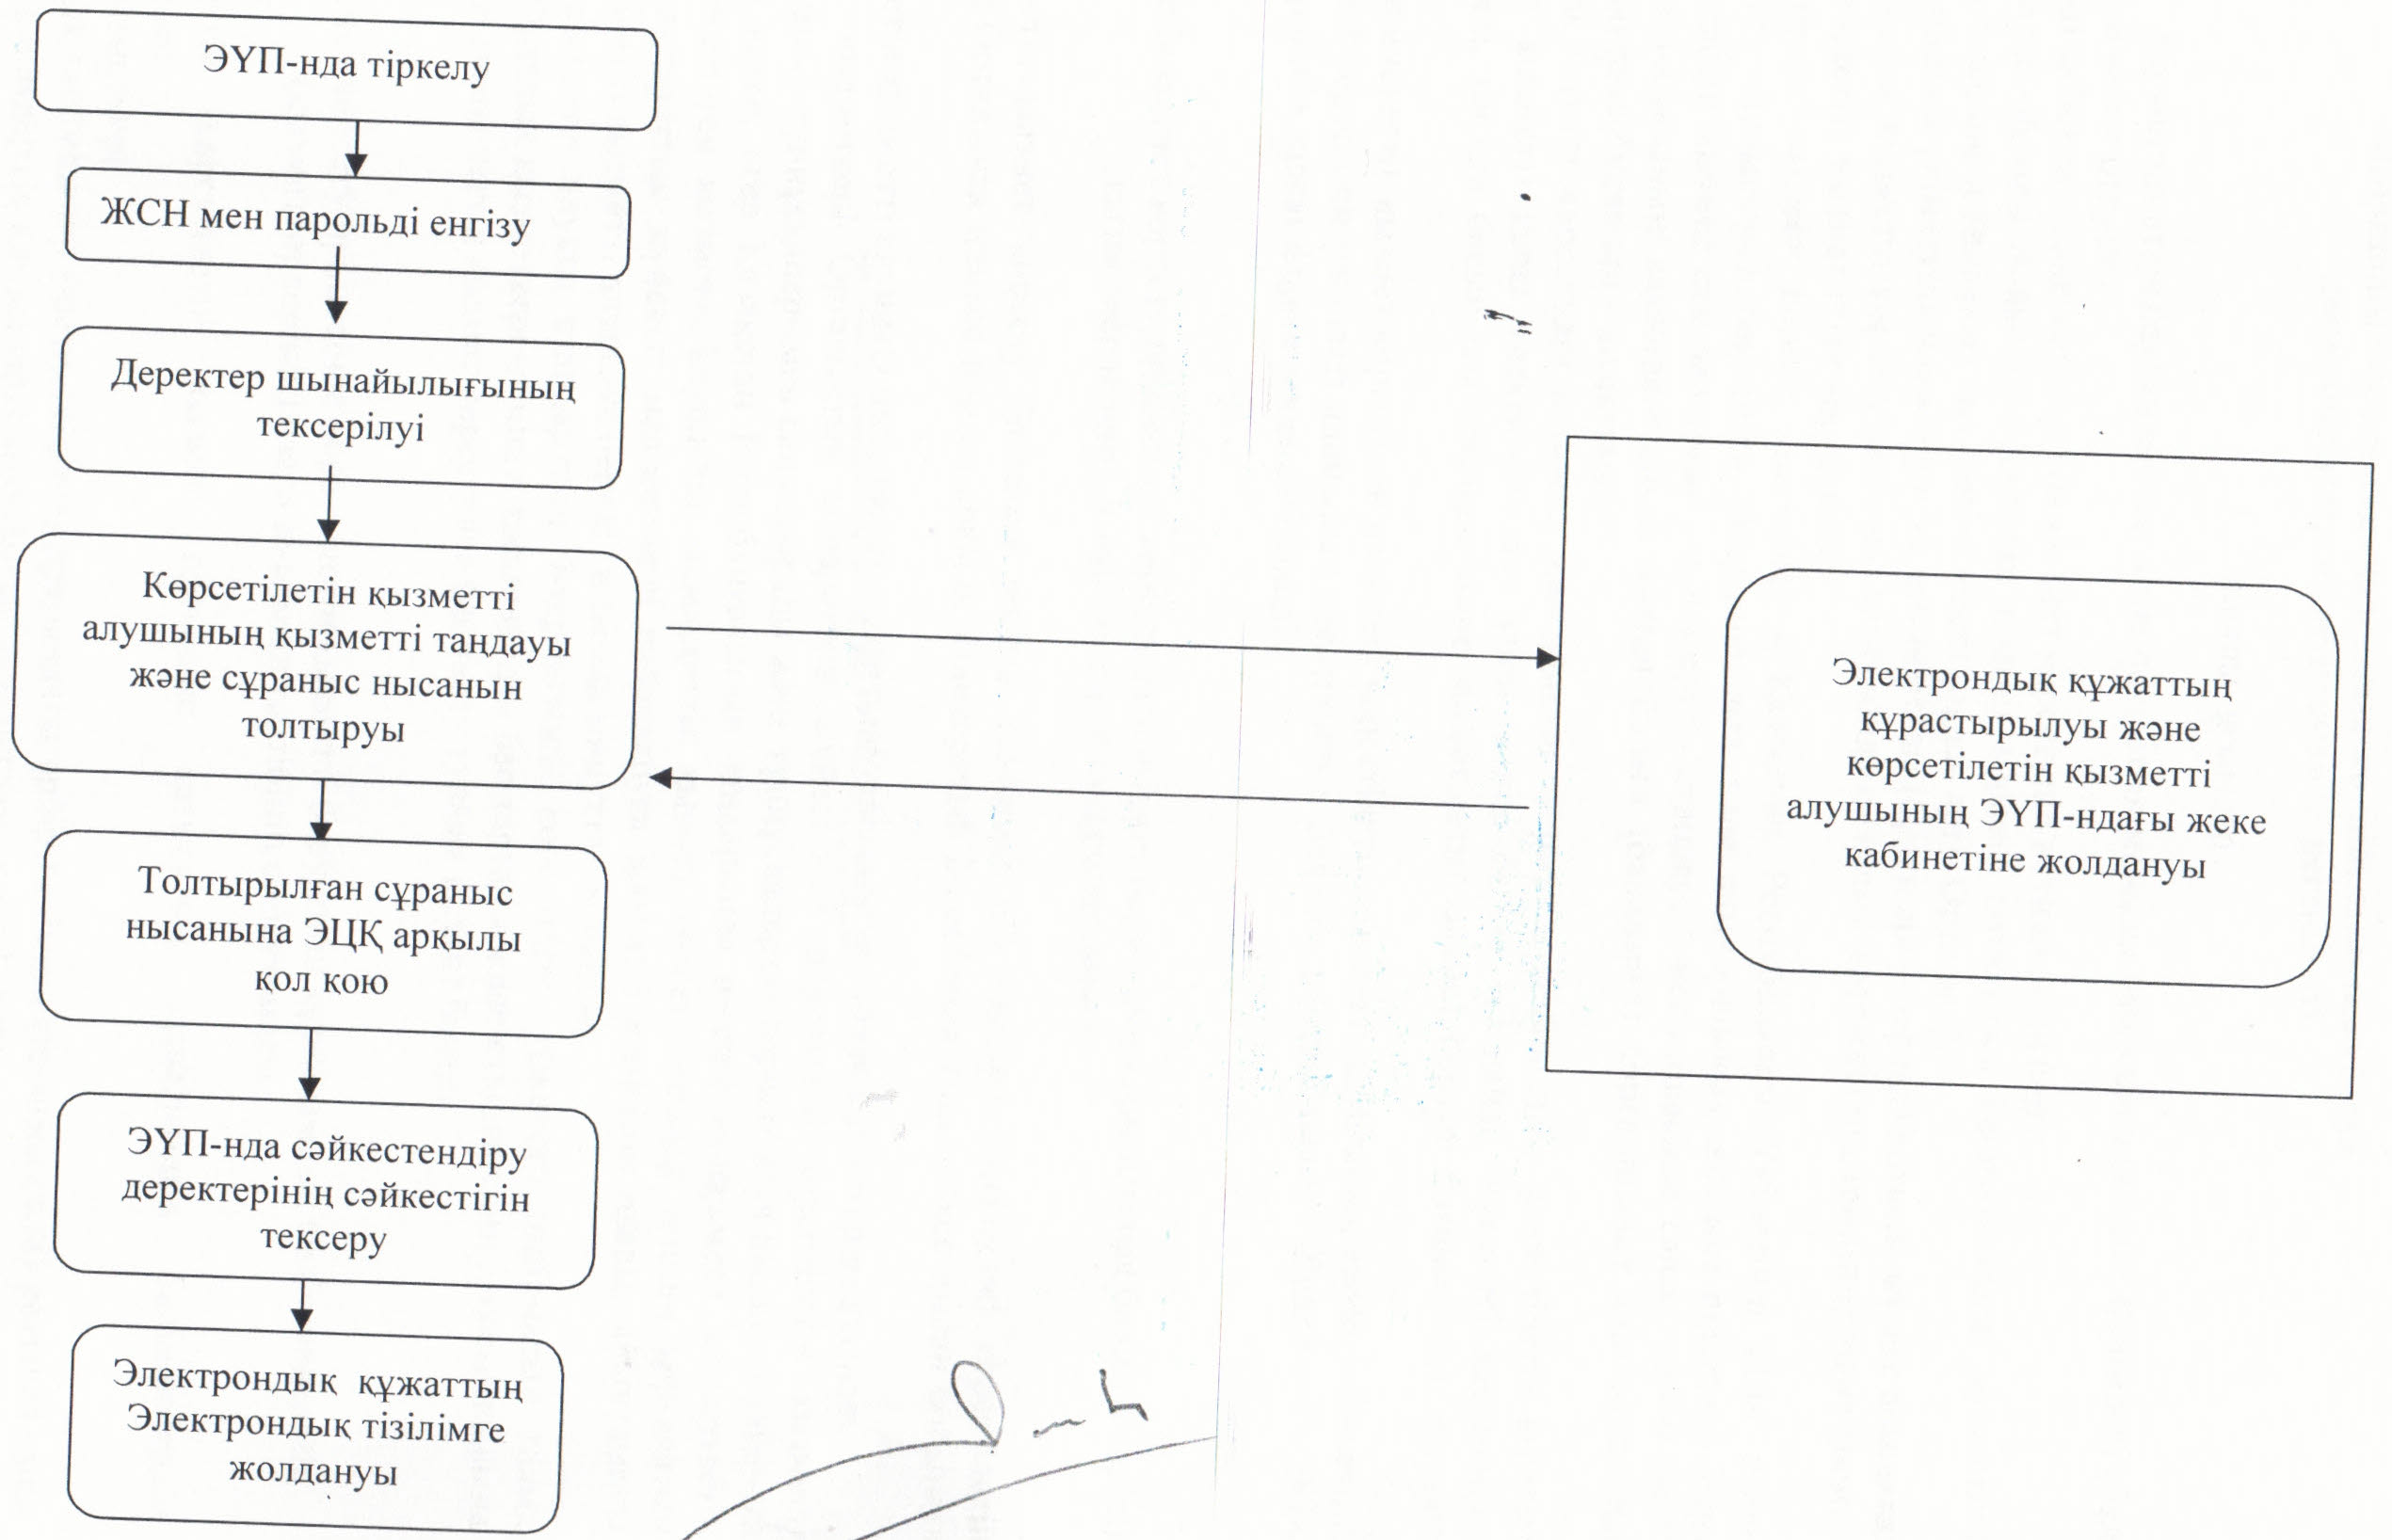 ЭҮП-нда тіркелу
ЖСН мен парольді енгізу
Деректер шынайылығының
тексерілуі
Көрсетілетін қызметті
алушының қызметті таңдауы
және сұраныс нысанын
толтыруы
Толтырылған сұраныс
нысанына ЭЦҚ арқылы
қол қою
ЭҮП-нда сәйкестендіру
деректерінің сәйкестігін
тексеру
Электрондық құжаттың
Электрондық тізілімге
жолдануы
Электрондық құжаттың
құрастырылуы және
көрсетілетін қызметті
алушының ЭҮП-ндағы жеке
кабинетіне жолдануы